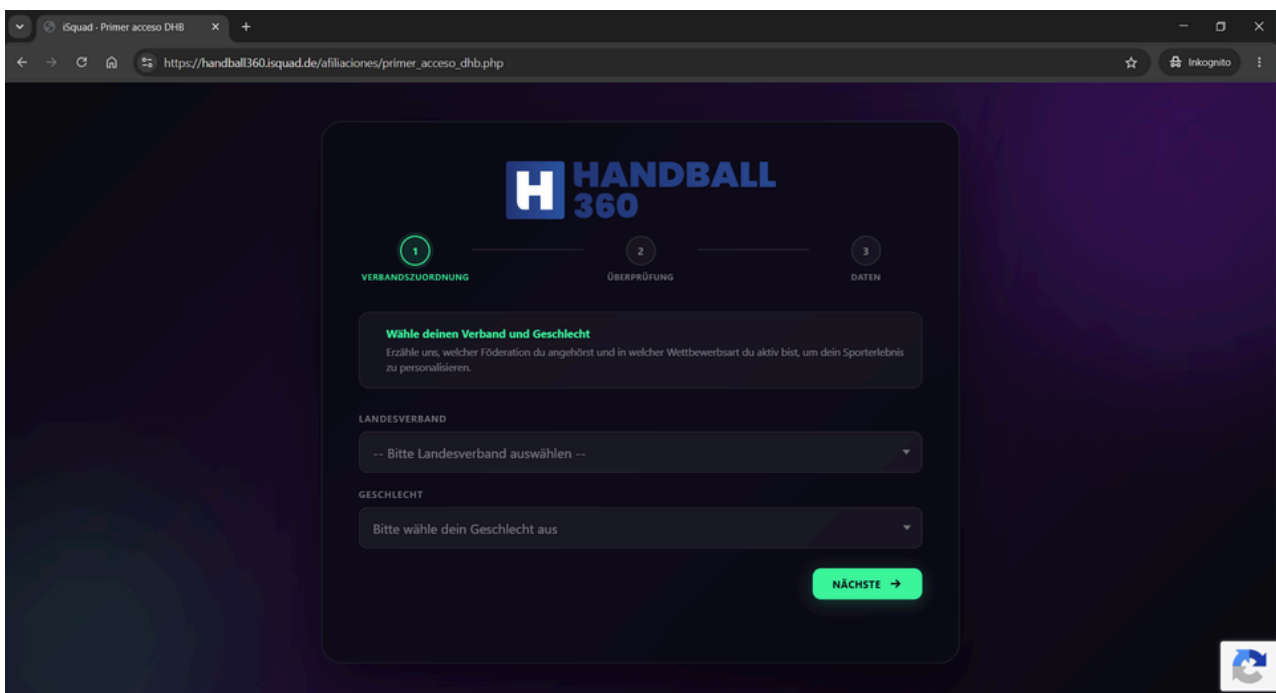 iSquad - Primer acceso DHB
https://handball360.isquad.de/afiliaciones/primer_acceso_dhb.php
Inkognito
H HANDBALL
360
1 2 3
VERBANDSZUORDNUNG ÜBERPRÜFUNG DATEN
Wähle deinen Verband und Geschlecht
Erzähle uns, welcher Föderation du angehörst und in welcher Wettbewerbsart du aktiv bist, um dein Sporterlebnis
zu personalisieren.
LANDESVERBAND
-- Bitte Landesverband auswählen --
GESCHLECHT
Bitte wähle dein Geschlecht aus
NÄCHSTE →